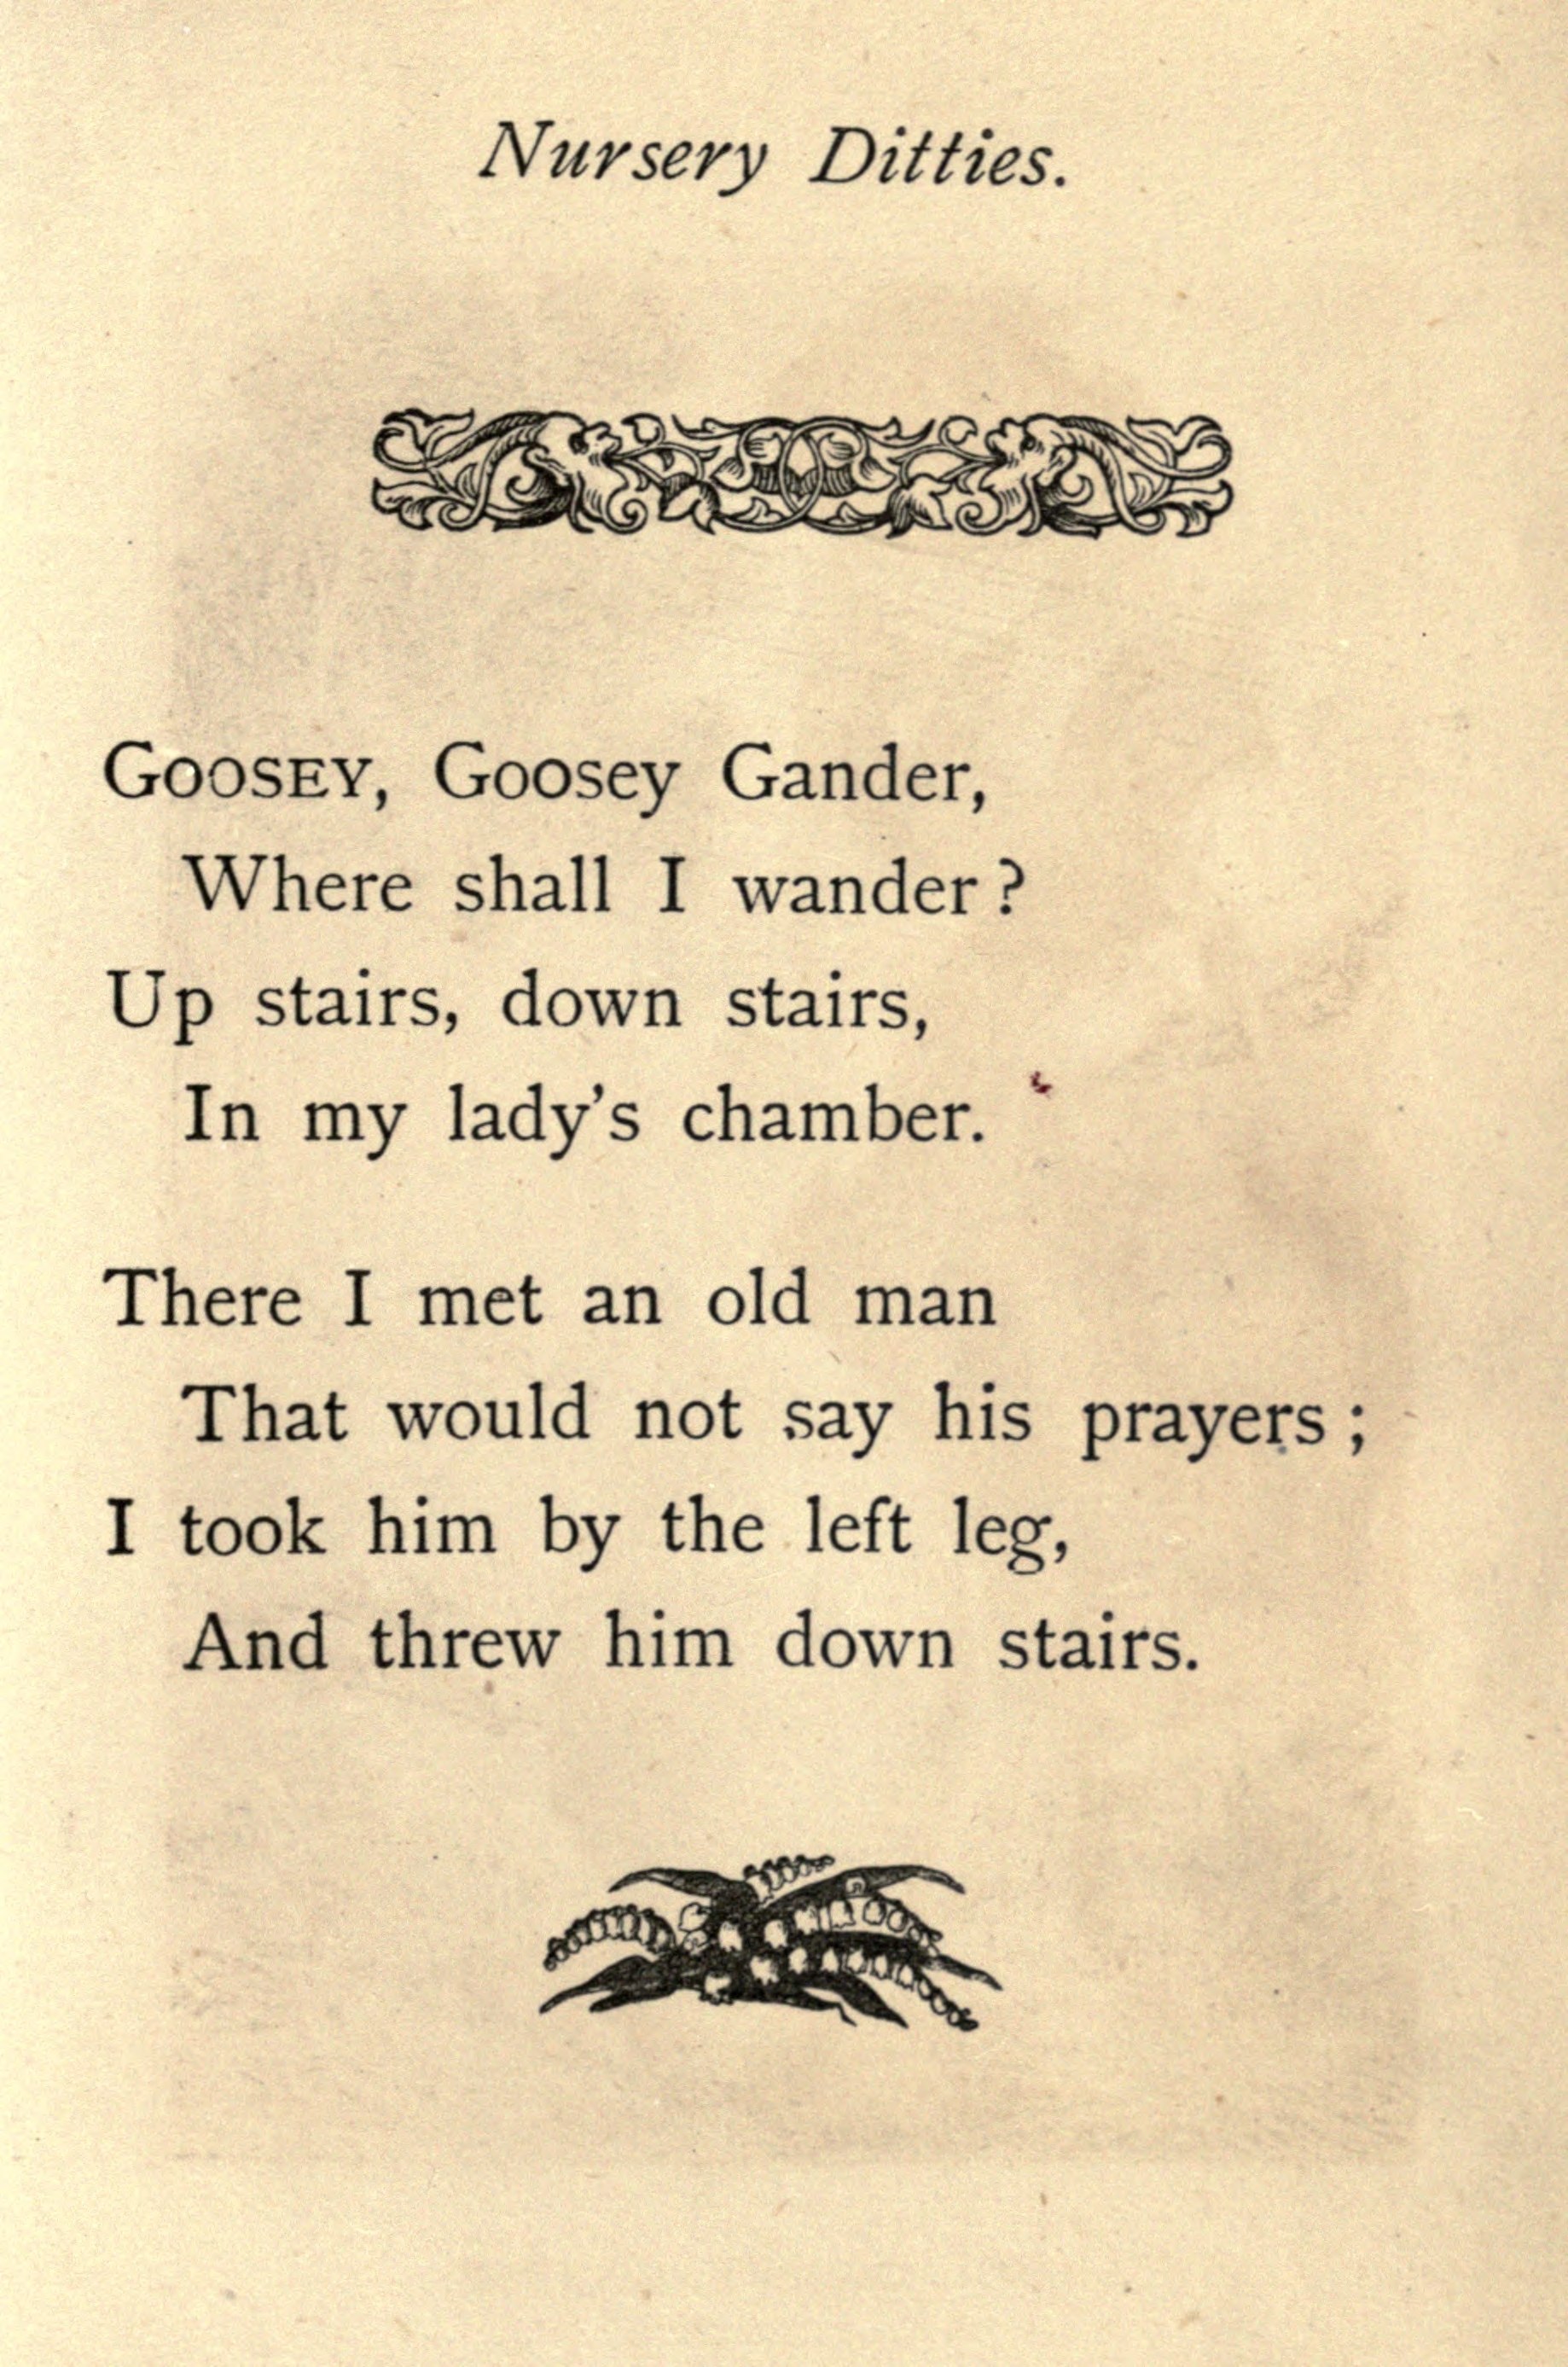 Nursery Ditties.
GOOSEY, Goosey Gander,
Where shall I wander?
Up stairs, down stairs,
In my lady's chamber.
There I met an old man
That would not say his prayers;
I took him by the left leg,
And threw him down stairs.